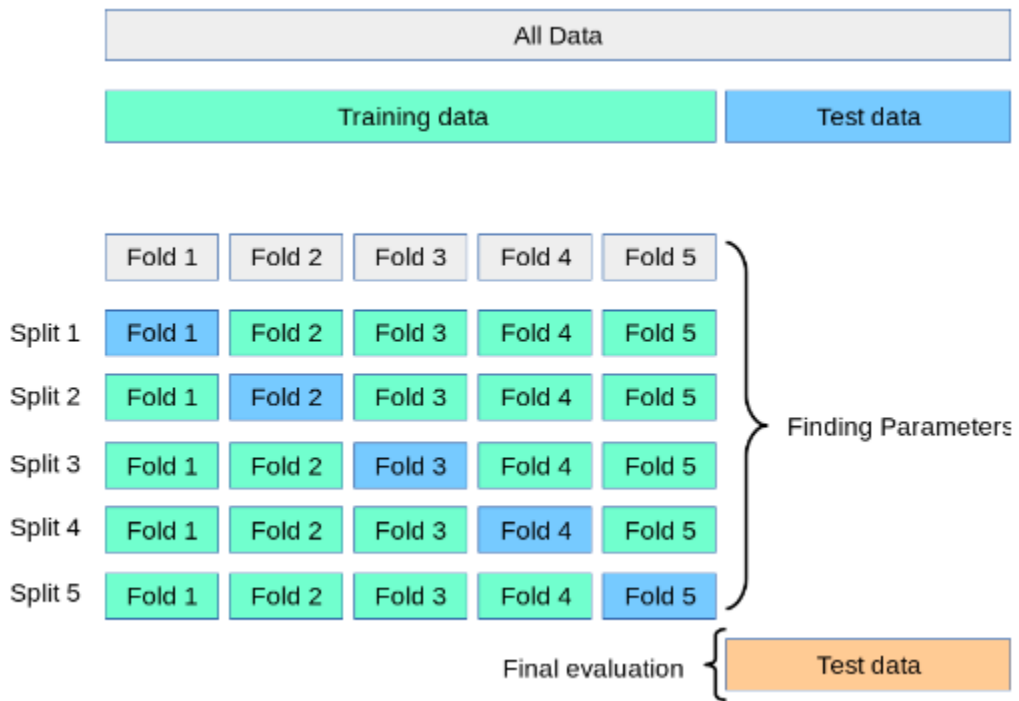 All Data
Training data Test data
Fold 1 Fold 2 Fold 3 Fold 4 Fold 5
Split 1 Fold 1 Fold 2 Fold 3 Fold 4 Fold 5
Split 2 Fold 1 Fold 2 Fold 3 Fold 4 Fold 5
Finding Parameters
Split 3 Fold 1 Fold 2 Fold 3 Fold 4 Fold 5
Split 4 Fold 1 Fold 2 Fold 3 Fold 4 Fold 5
Split 5 Fold 1 Fold 2 Fold 3 Fold 4 Fold 5
Final evaluation Test data